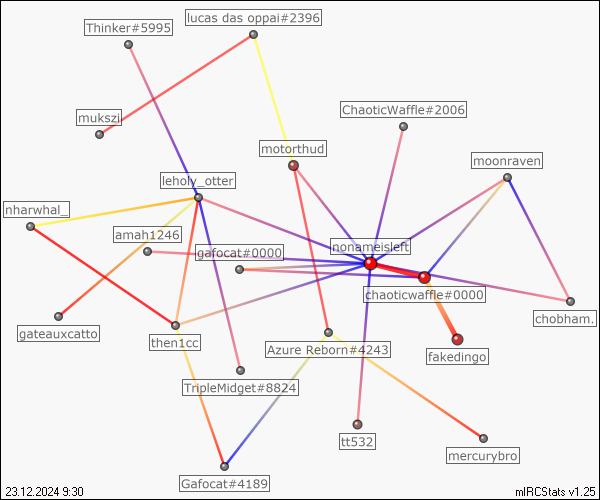 lucas das oppai#2396
Thinker#5995
ChaoticWaffle#2006
mukszi
motorthud
moonraven
leholy_otter
nharwhal_
amah1246
nonameisleft
gafocat#0000
chaoticwaffle#0000
chobham.
gateauxcatto
then1cc
Azure Reborn#4243
fakedingo
TripleMidget#8824
tt532
mercurybro
Gafocat#4189
23.12.2024 9:30
mIRCStats v1.25